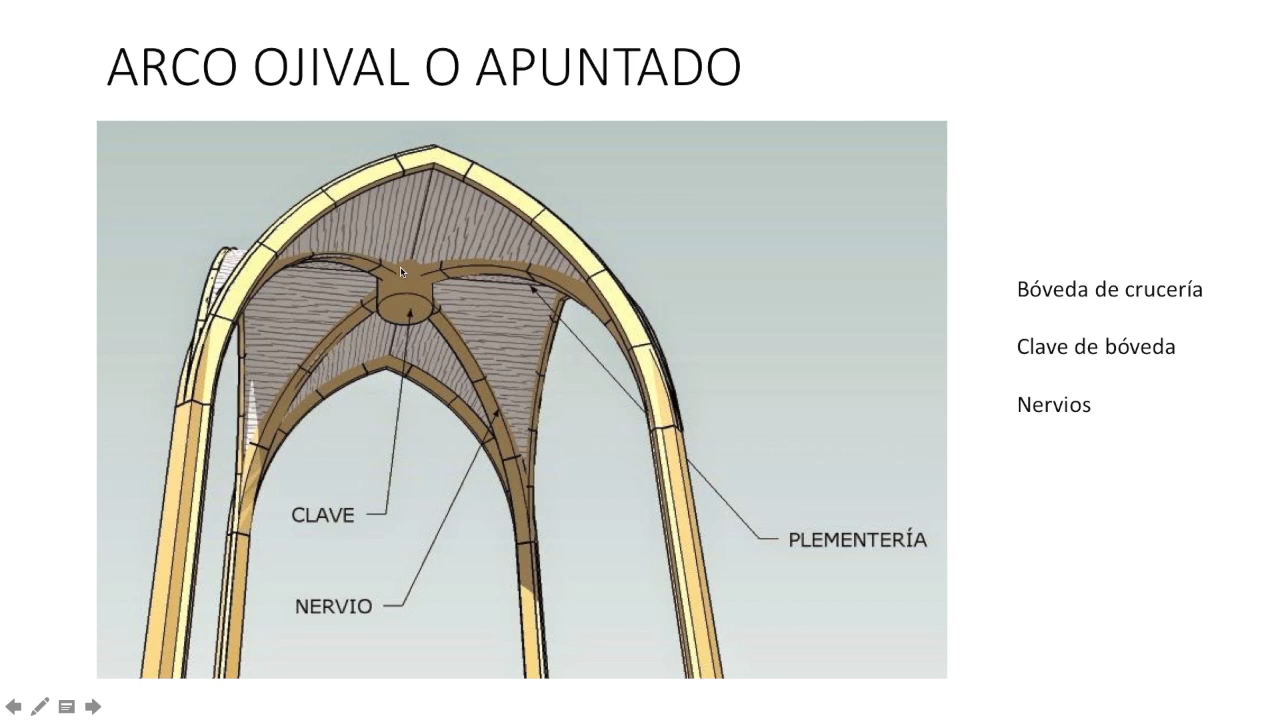 ARCO OJIVAL O APUNTADO
Bóveda de crucería
Clave de bóveda
Nervios
CLAVE
PLEMENTERÍA
NERVIO